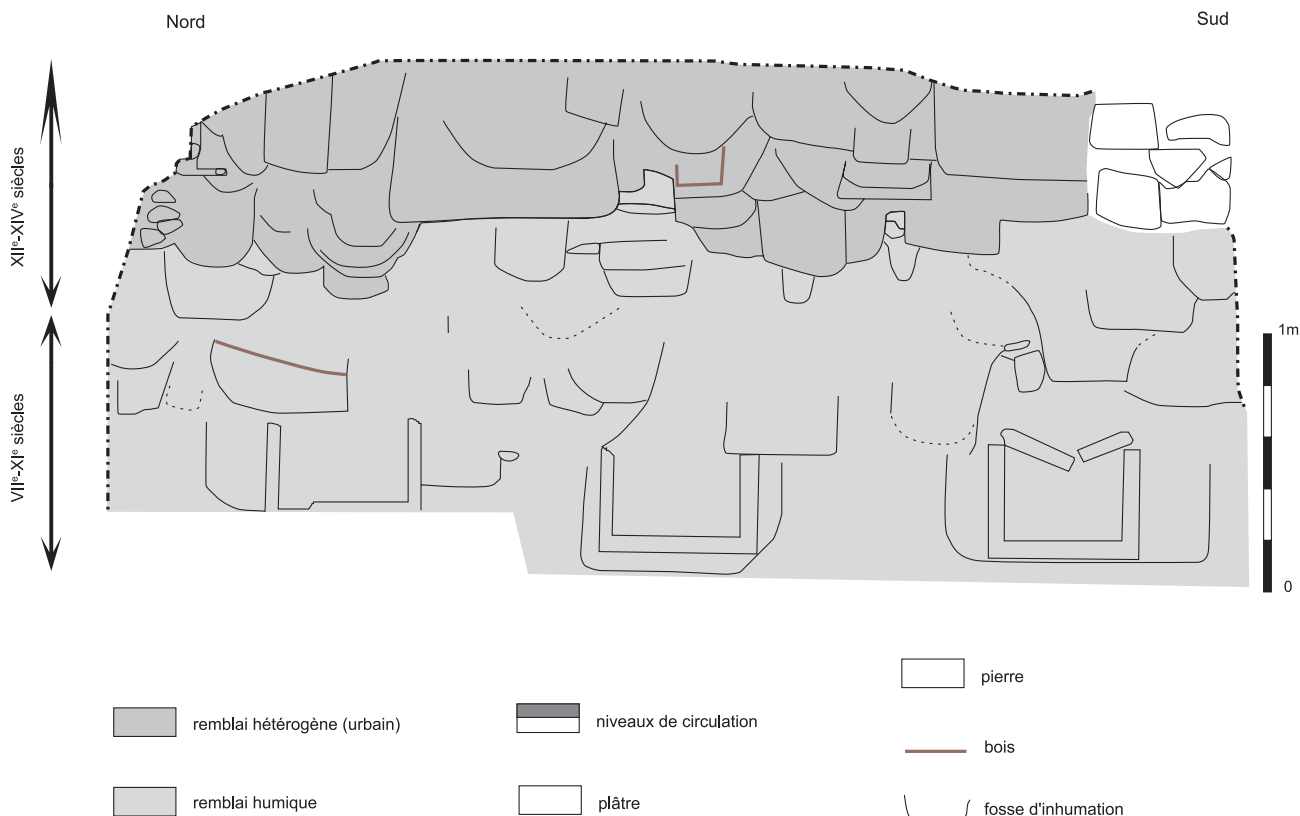 Nord
Sud
XIIᵉ-XIVᵉ siècles
VIIᵉ-XIᵉ siècles
1m
0
remblai hétérogène (urbain)
remblai humique
niveaux de circulation
plâtre
pierre
bois
fosse d'inhumation